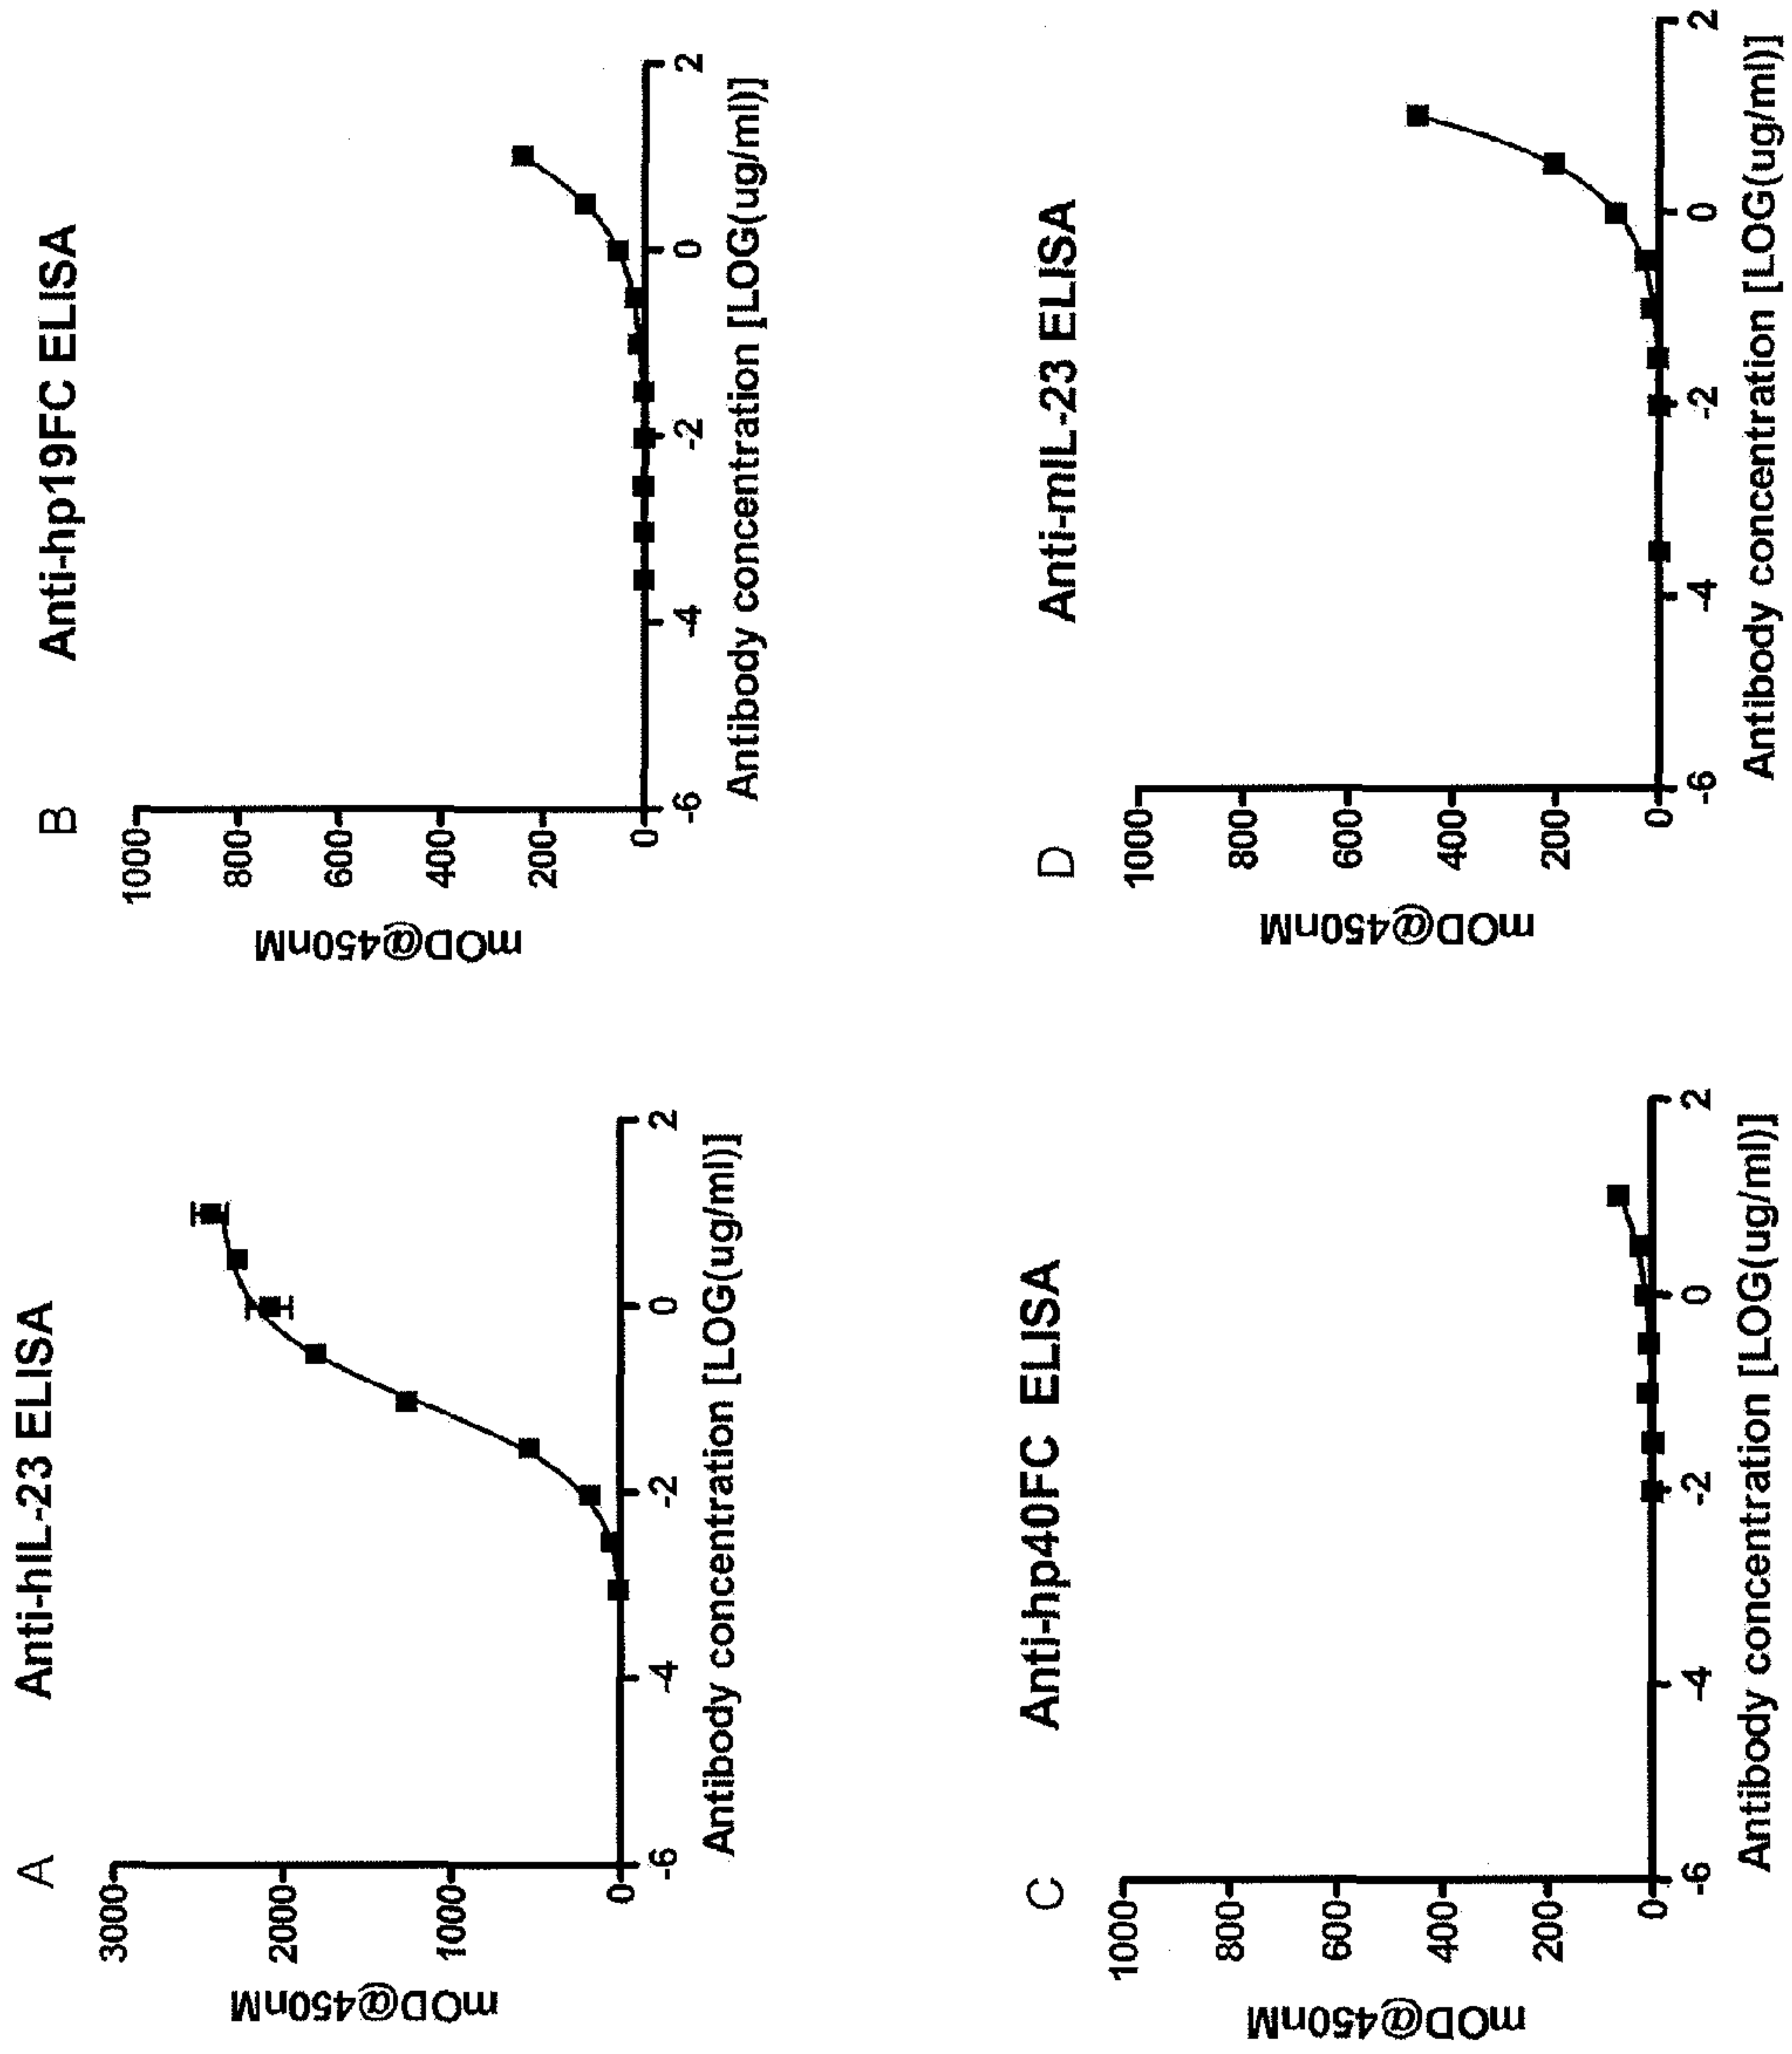 A Anti-hIL-23 ELISA
mOD@450nM
3000
2000
1000
0
-6 -4 -2 0 2
Antibody concentration [LOG(ug/ml)]
B Anti-hp19FC ELISA
mOD@450nM
1000
800
600
400
200
0
-6 -4 -2 0 2
Antibody concentration [LOG(ug/ml)]
C Anti-hp40FC ELISA
mOD@450nM
1000
800
600
400
200
0
-6 -4 -2 0 2
Antibody concentration [LOG(ug/ml)]
D Anti-mIL-23 ELISA
mOD@450nM
1000
800
600
400
200
0
-6 -4 -2 0 2
Antibody concentration [LOG(ug/ml)]